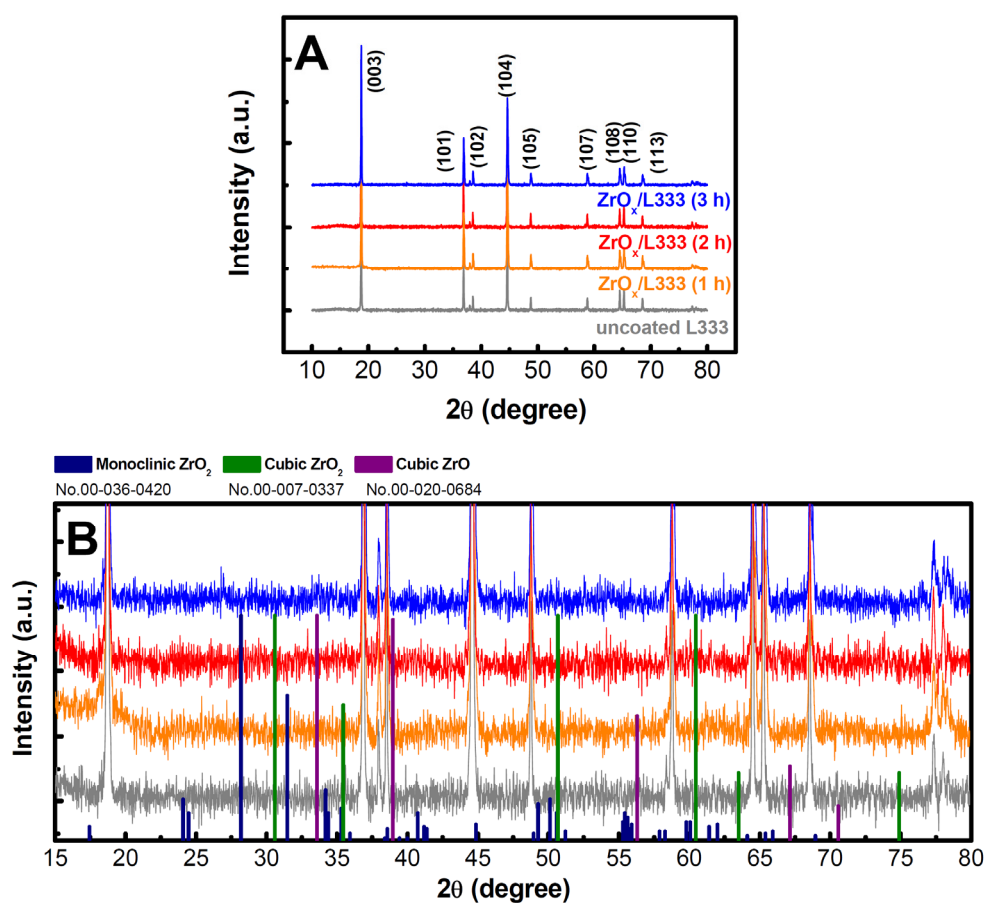 A
(003)
(101)
(102)
(104)
(105)
(107)
(108)
(110)
(113)
ZrOₓ/L333 (3 h)
ZrOₓ/L333 (2 h)
ZrOₓ/L333 (1 h)
uncoated L333
Intensity (a.u.)
10 20 30 40 50 60 70 80
2θ (degree)
Monoclinic ZrO₂ Cubic ZrO₂ Cubic ZrO
No.00-036-0420 No.00-007-0337 No.00-020-0684
B
Intensity (a.u.)
15 20 25 30 35 40 45 50 55 60 65 70 75 80
2θ (degree)